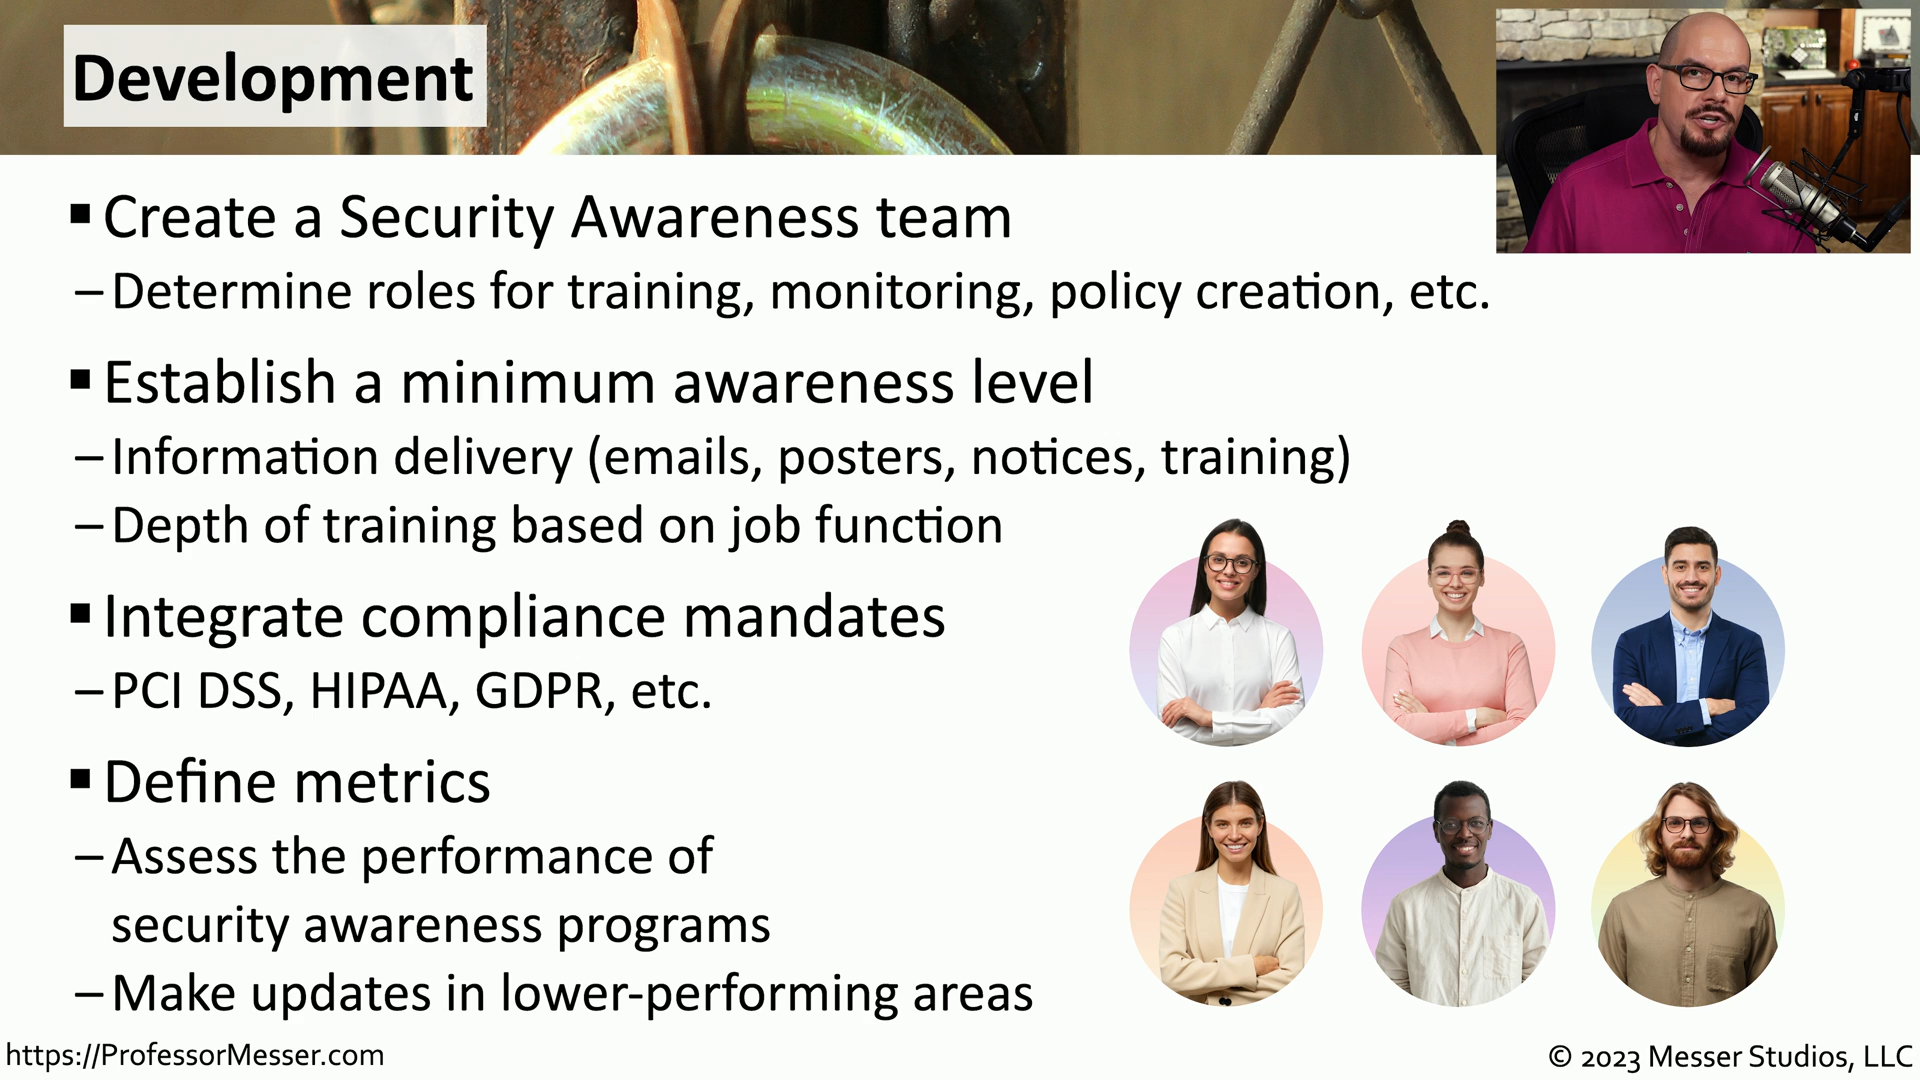 Development
▪ Create a Security Awareness team
– Determine roles for training, monitoring, policy creation, etc.
▪ Establish a minimum awareness level
– Information delivery (emails, posters, notices, training)
– Depth of training based on job function
▪ Integrate compliance mandates
– PCI DSS, HIPAA, GDPR, etc.
▪ Define metrics
– Assess the performance of
security awareness programs
– Make updates in lower-performing areas
https://ProfessorMesser.com
© 2023 Messer Studios, LLC